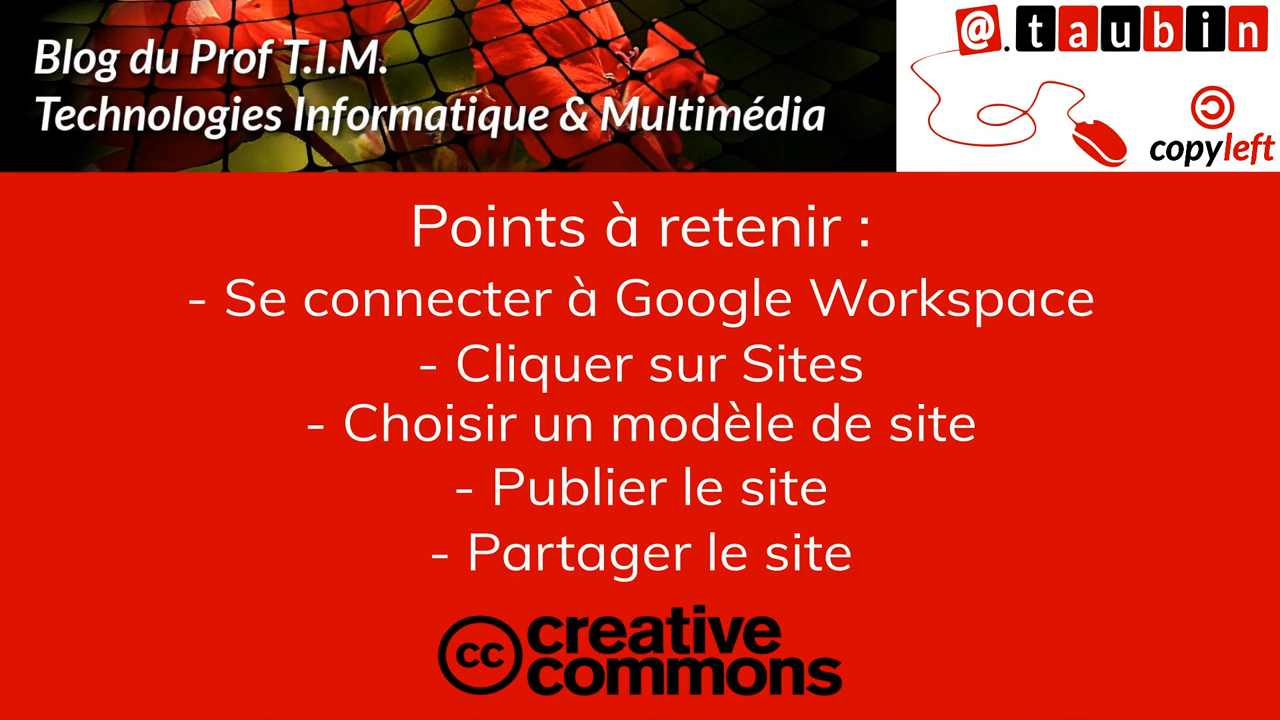 Blog du Prof T.I.M.
Technologies Informatique & Multimédia
@.taubin
copyleft
Points à retenir :
- Se connecter à Google Workspace
- Cliquer sur Sites
- Choisir un modèle de site
- Publier le site
- Partager le site
cc creative
commons